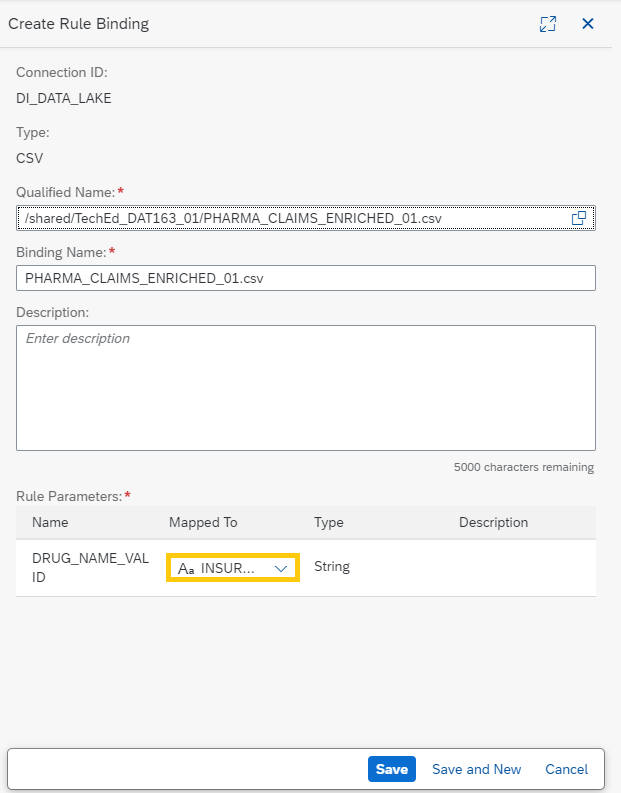 Create Rule Binding
Connection ID:
DI_DATA_LAKE
Type:
CSV
Qualified Name:*
/shared/TechEd_DAT163_01/PHARMA_CLAIMS_ENRICHED_01.csv
Binding Name:*
PHARMA_CLAIMS_ENRICHED_01.csv
Description:
Enter description
5000 characters remaining
Rule Parameters:*
Name Mapped To Type Description
DRUG_NAME_VAL
ID
Aa INSUR... String
Save Save and New Cancel